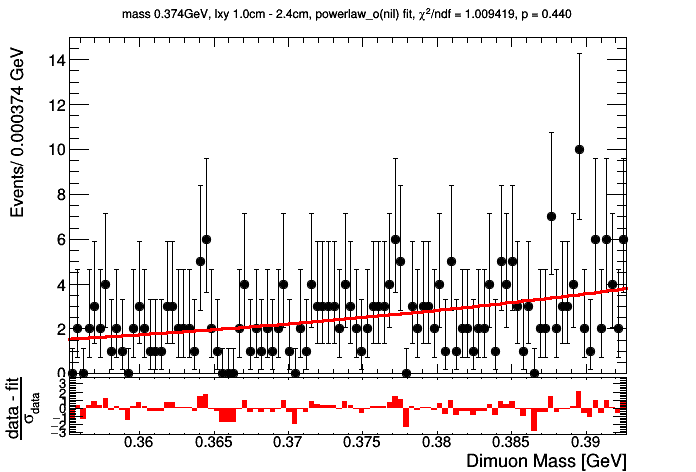 mass 0.374GeV, lxy 1.0cm - 2.4cm, powerlaw_o(nil) fit, χ²/ndf = 1.009419, p = 0.440
Events/ 0.000374 GeV
14
12
10
8
6
4
2
0
data - fit
σdata
3
2
1
0
−1
−2
−3
0.36 0.365 0.37 0.375 0.38 0.385 0.39
Dimuon Mass [GeV]